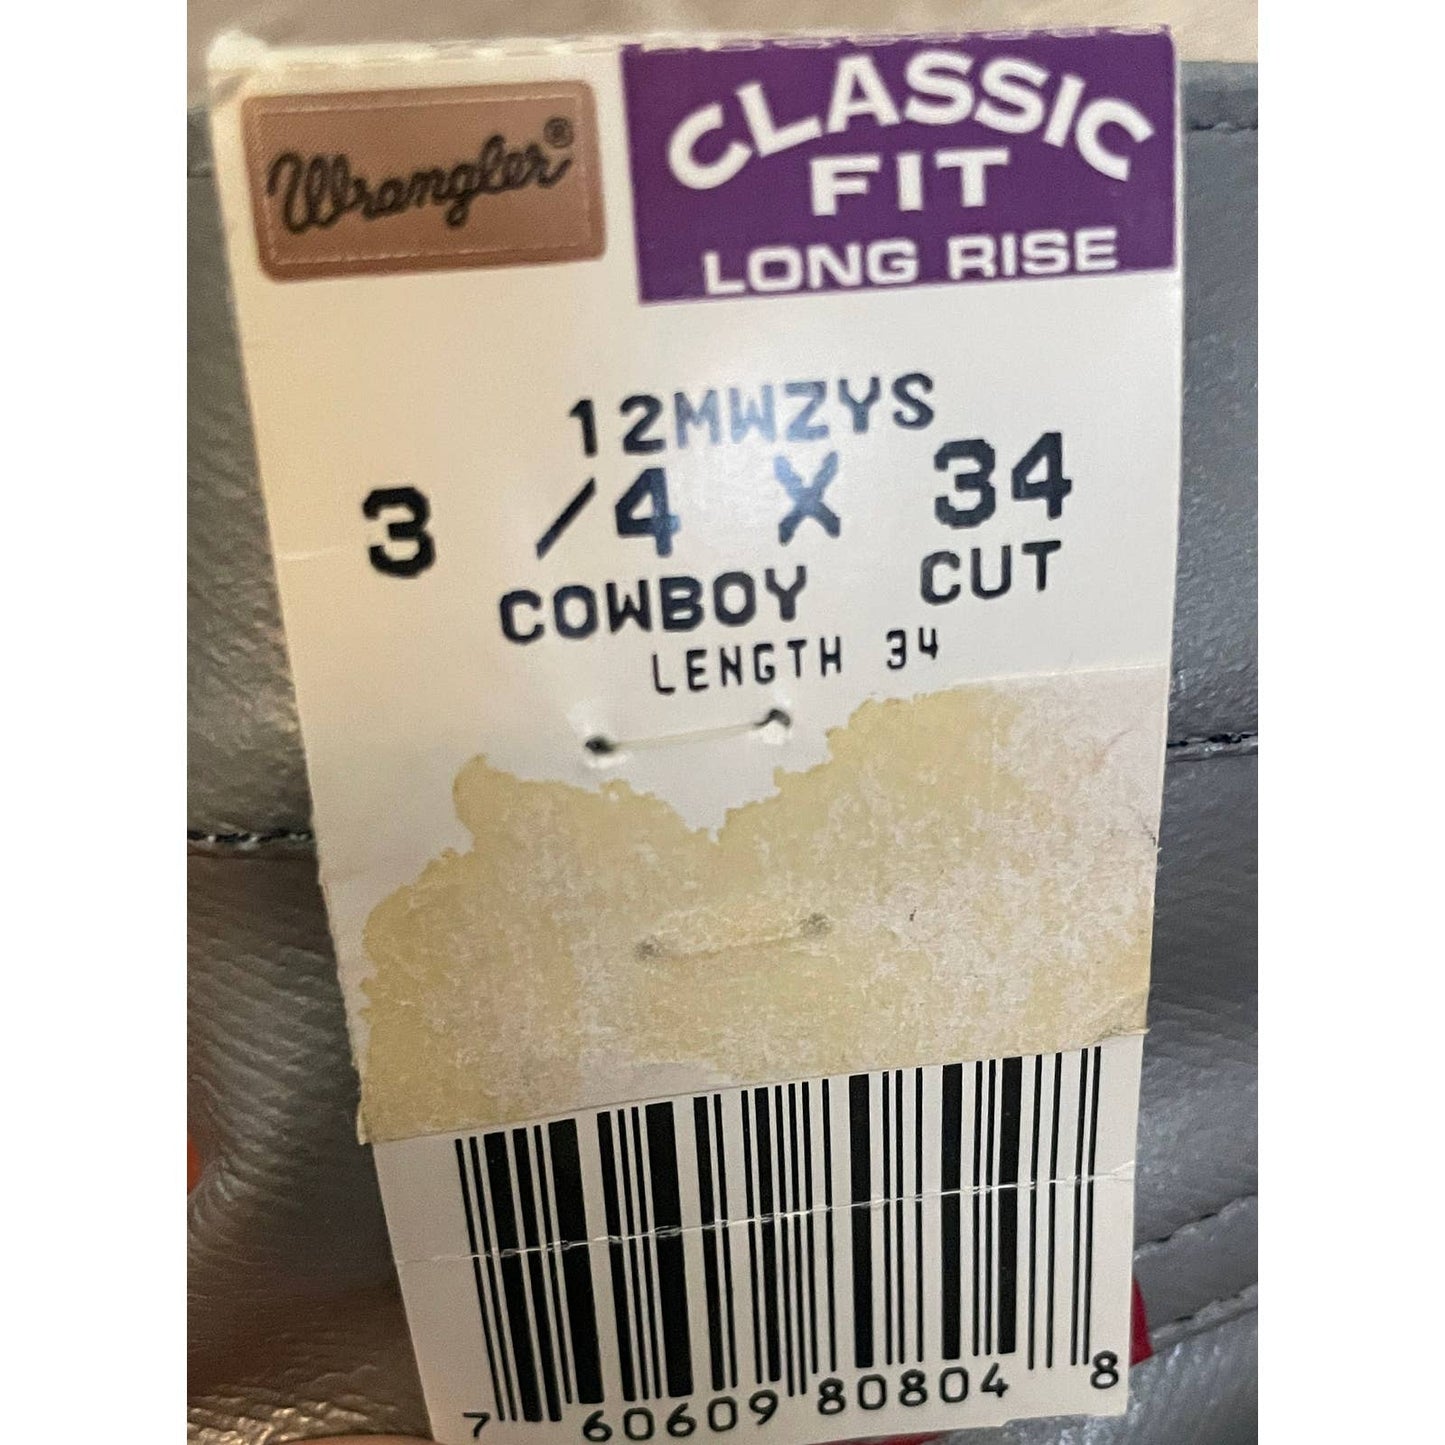 Wrangler®
CLASSIC
FIT
LONG RISE
12MWZYS
3 /4 X 34
COWBOY CUT
LENGTH 34
7 60609 80804 8